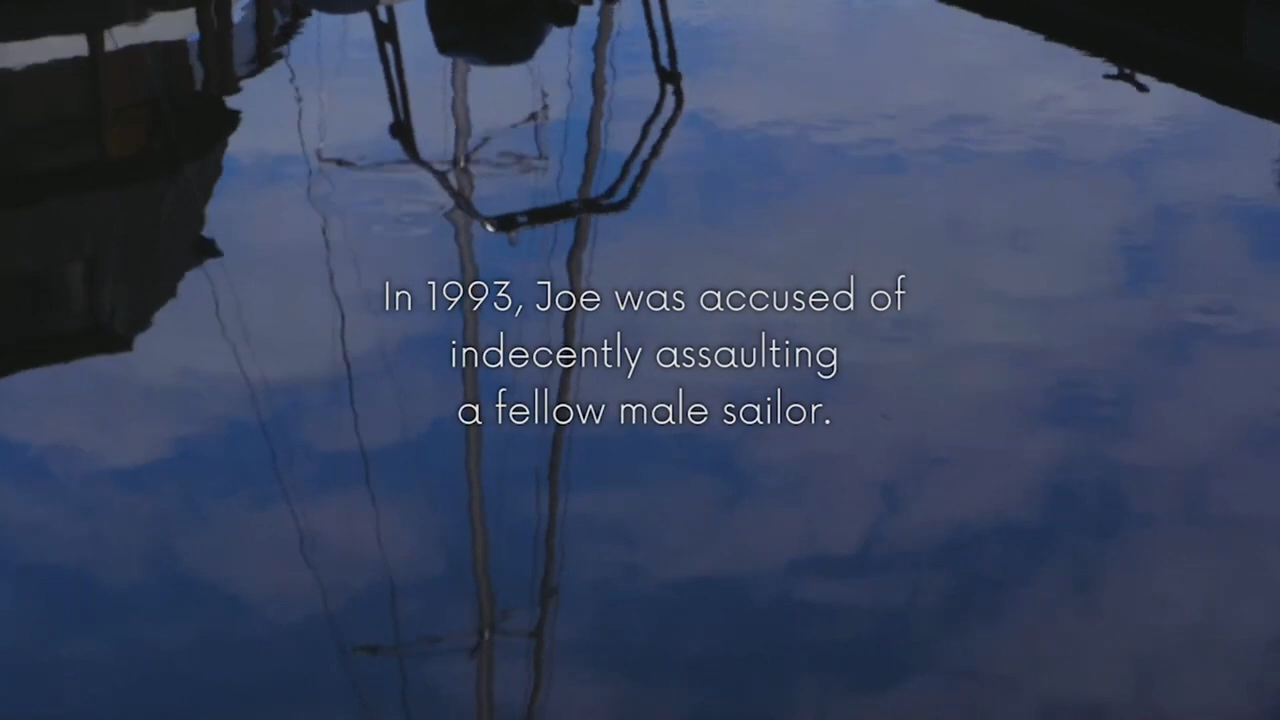 In 1993, Joe was accused of
indecently assaulting
a fellow male sailor.